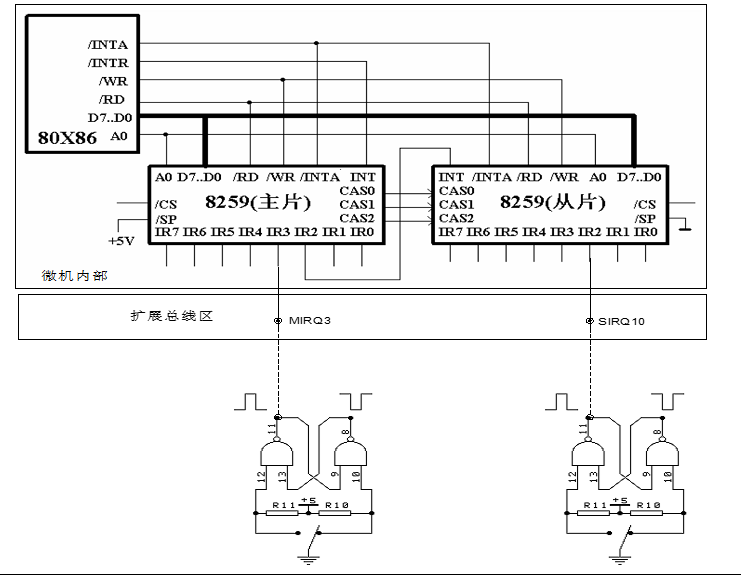 /INTA
/INTR
/WR
/RD
D7..D0
80X86 A0
A0 D7..D0 /RD /WR /INTA INT
INT /INTA /RD /WR A0 D7..D0
CAS0
CAS0
8259(主片)
CAS1
CAS1
8259(从片)
/CS
/CS
/SP
CAS2
CAS2
/SP
+5V
IR7 IR6 IR5 IR4 IR3 IR2 IR1 IR0
IR7 IR6 IR5 IR4 IR3 IR2 IR1 IR0
微机内部
扩展总线区
MIRQ3
SIRQ10
11
8
11
8
12
13
9
10
12
13
9
10
R11
+5
R10
R11
+5
R10